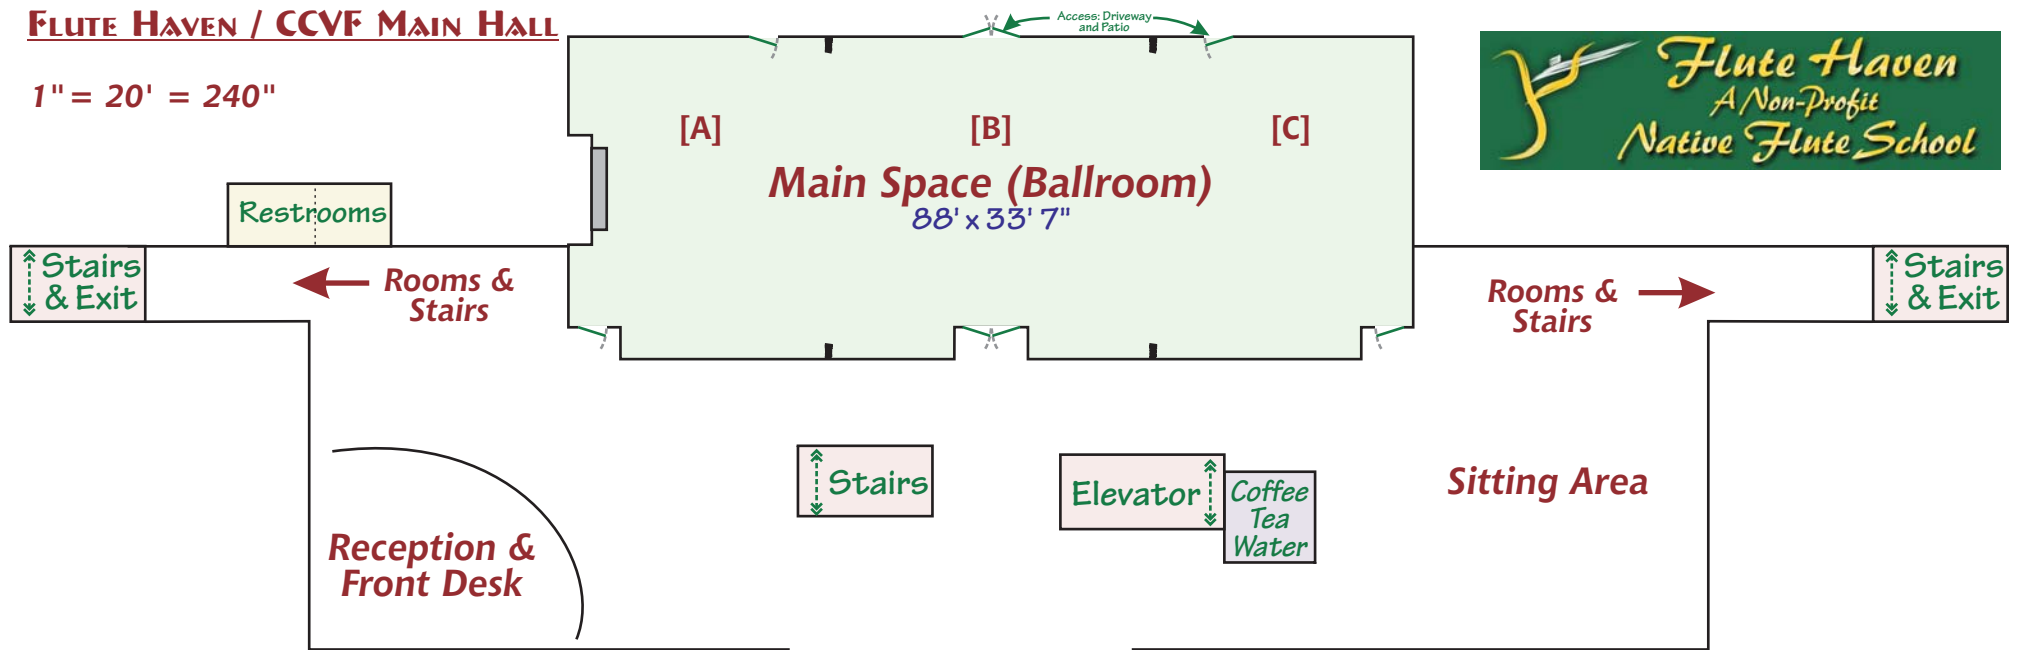 FLUTE HAVEN / CCVF MAIN HALL
1" = 20' = 240"
Access: Driveway
and Patio
Flute Haven
A Non-Profit
Native Flute School
[A]
[B]
[C]
Main Space (Ballroom)
88' x 33' 7"
Restrooms
Stairs
& Exit
Rooms &
Stairs
Rooms &
Stairs
Stairs
& Exit
Stairs
Elevator
Coffee
Tea
Water
Sitting Area
Reception &
Front Desk